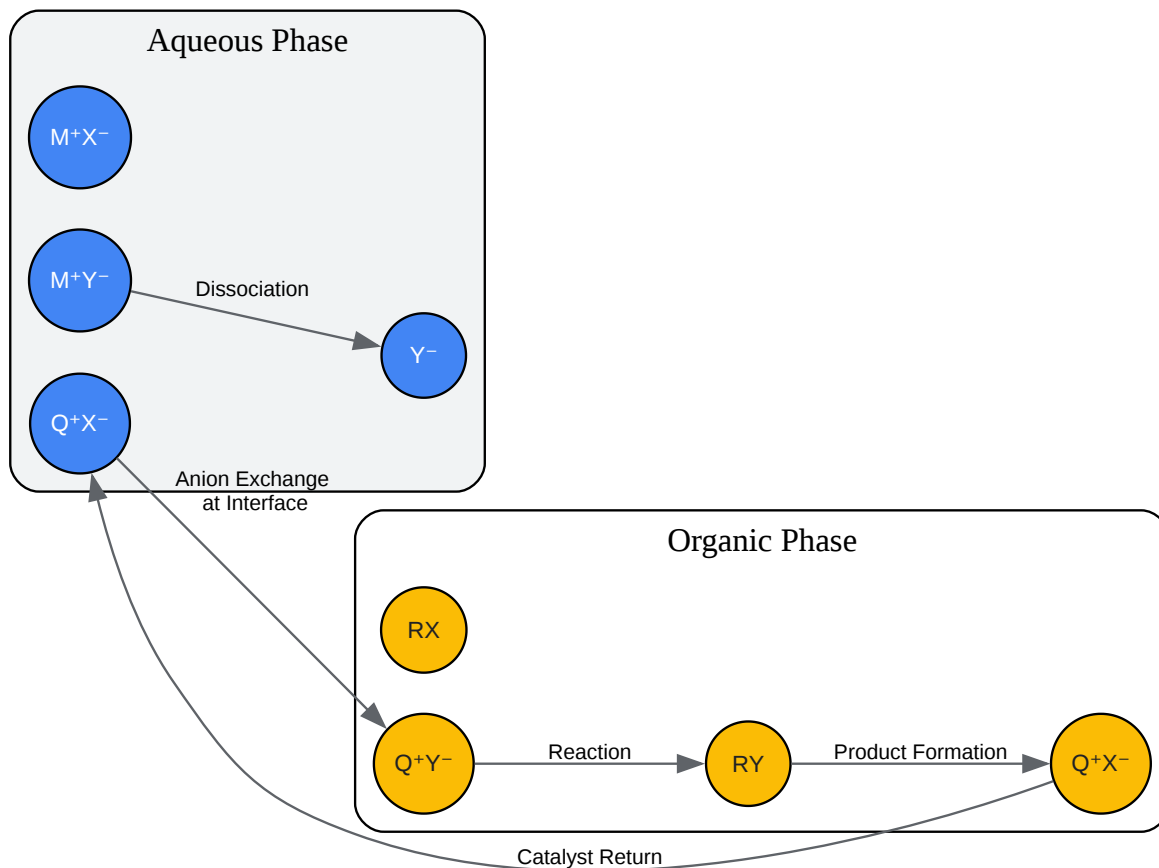 Aqueous Phase
M⁺X⁻
M⁺Y⁻
Dissociation
Y⁻
Q⁺X⁻
Anion Exchange
at Interface
Organic Phase
RX
Q⁺Y⁻
Reaction
RY
Product Formation
Q⁺X⁻
Catalyst Return